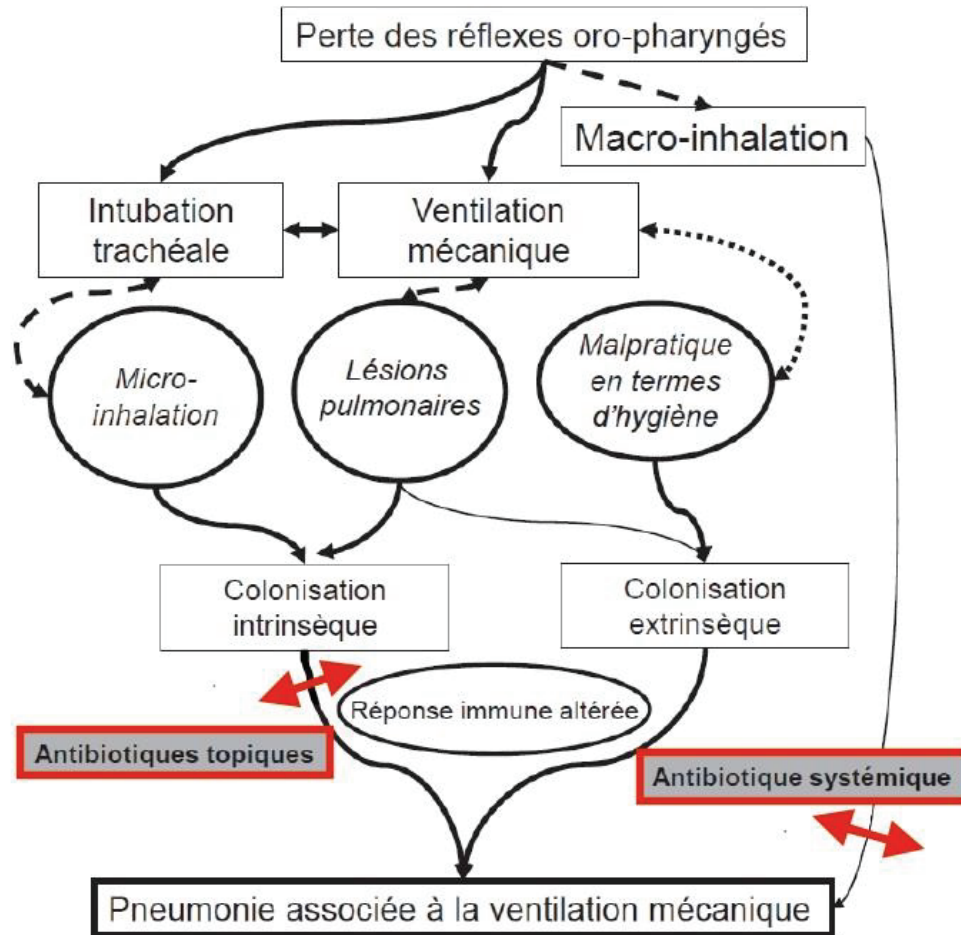 Perte des réflexes oro-pharyngés
Macro-inhalation
Intubation
trachéale
Ventilation
mécanique
Micro-
inhalation
Lésions
pulmonaires
Malpratique
en termes
d'hygiène
Colonisation
intrinsèque
Colonisation
extrinsèque
Réponse immune altérée
Antibiotiques topiques
Antibiotique systémique
Pneumonie associée à la ventilation mécanique